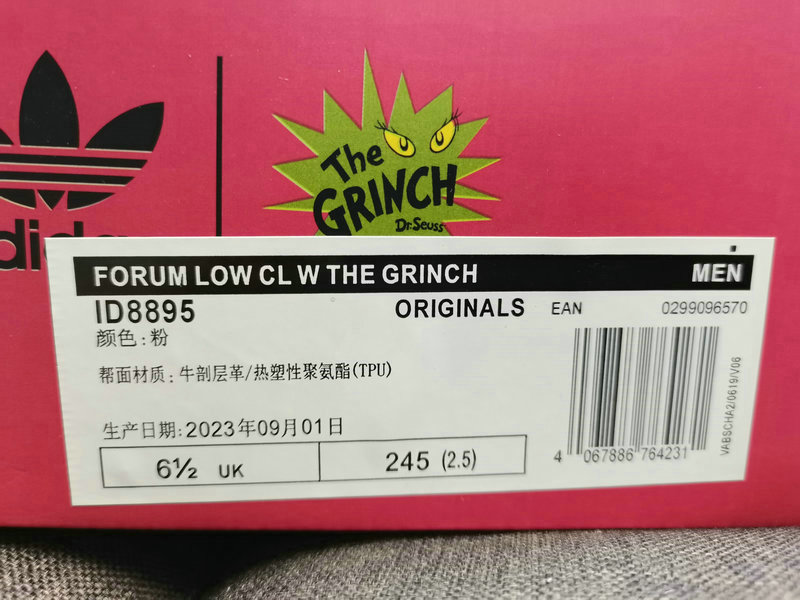 The
GRINCH
Dr. Seuss
adidas
FORUM LOW CL W THE GRINCH MEN
ID8895 ORIGINALS EAN 0299096570
颜色:粉
帮面材质:牛剖层革/热塑性聚氨酯(TPU)
生产日期:2023年09月01日
6½ UK 245 (2.5)
4 067886 764231
VABSCHA2/0619/V06